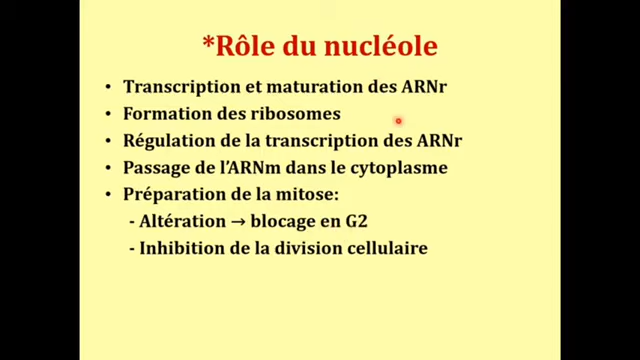 *Rôle du nucléole
• Transcription et maturation des ARNr
• Formation des ribosomes
• Régulation de la transcription des ARNr
• Passage de l'ARNm dans le cytoplasme
• Préparation de la mitose:
- Altération → blocage en G2
- Inhibition de la division cellulaire